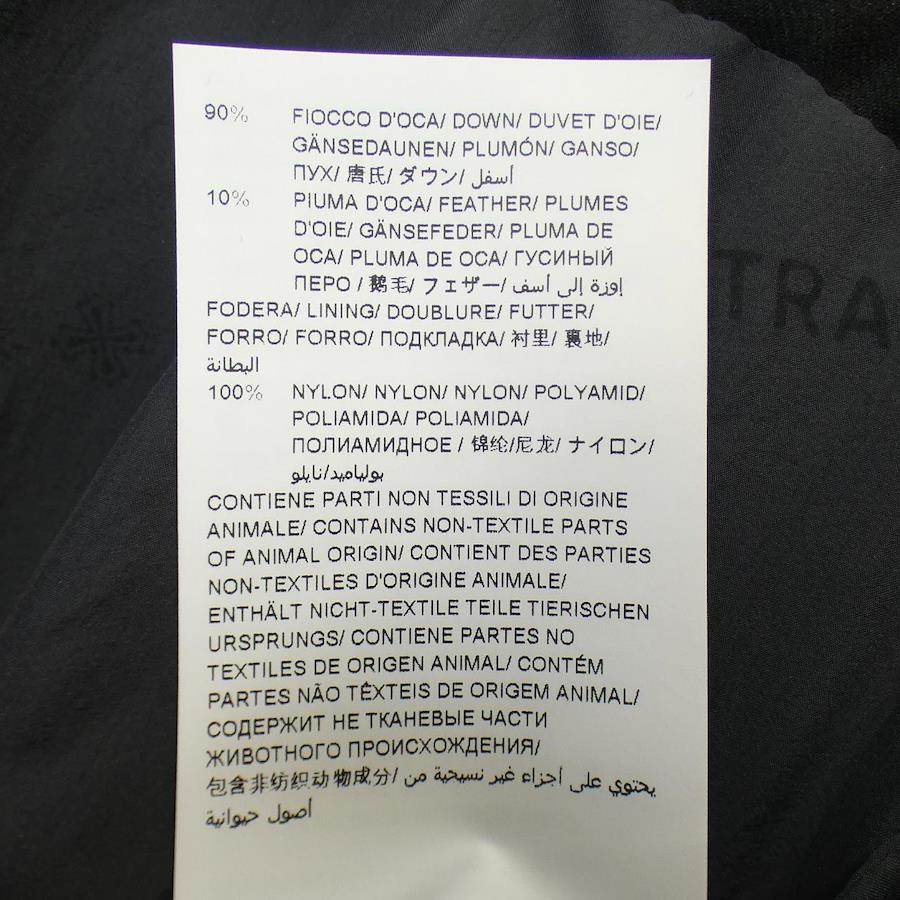 90% FIOCCO D'OCA/ DOWN/ DUVET D'OIE/
GÄNSEDAUNEN/ PLUMÓN/ GANSO/
ПУХ/ 唐氏/ ダウン/ أسفل
10% PIUMA D'OCA/ FEATHER/ PLUMES
D'OIE/ GÄNSEFEDER/ PLUMA DE
OCA/ PLUMA DE OCA/ ГУСИНЫЙ
ПЕРО / 鹅毛/ フェザー/ إوزة إلى أسف
FODERA/ LINING/ DOUBLURE/ FUTTER/
FORRO/ FORRO/ ПОДКЛАДКА/ 衬里/ 裏地/
البطانة
100% NYLON/ NYLON/ NYLON/ POLYAMID/
POLIAMIDA/ POLIAMIDA/
ПОЛИАМИДНОЕ / 锦纶/尼龙/ ナイロン/
بولياميد/نايلو
CONTIENE PARTI NON TESSILI DI ORIGINE
ANIMALE/ CONTAINS NON-TEXTILE PARTS
OF ANIMAL ORIGIN/ CONTIENT DES PARTIES
NON-TEXTILES D'ORIGINE ANIMALE/
ENTHÄLT NICHT-TEXTILE TEILE TIERISCHEN
URSPRUNGS/ CONTIENE PARTES NO
TEXTILES DE ORIGEN ANIMAL/ CONTÉM
PARTES NÃO TÊXTEIS DE ORIGEM ANIMAL/
СОДЕРЖИТ НЕ ТКАНЕВЫЕ ЧАСТИ
ЖИВОТНОГО ПРОИСХОЖДЕНИЯ/
包含非纺织动物成分/ يحتوي على أجزاء غير نسيجية من
أصول حيوانية
TRA